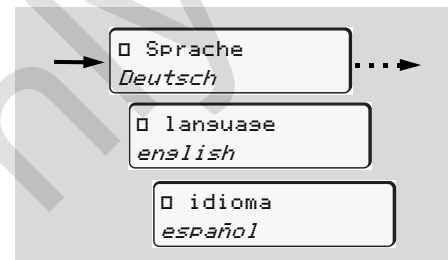 □ Sprache
Deutsch
□ language
english
□ idioma
español